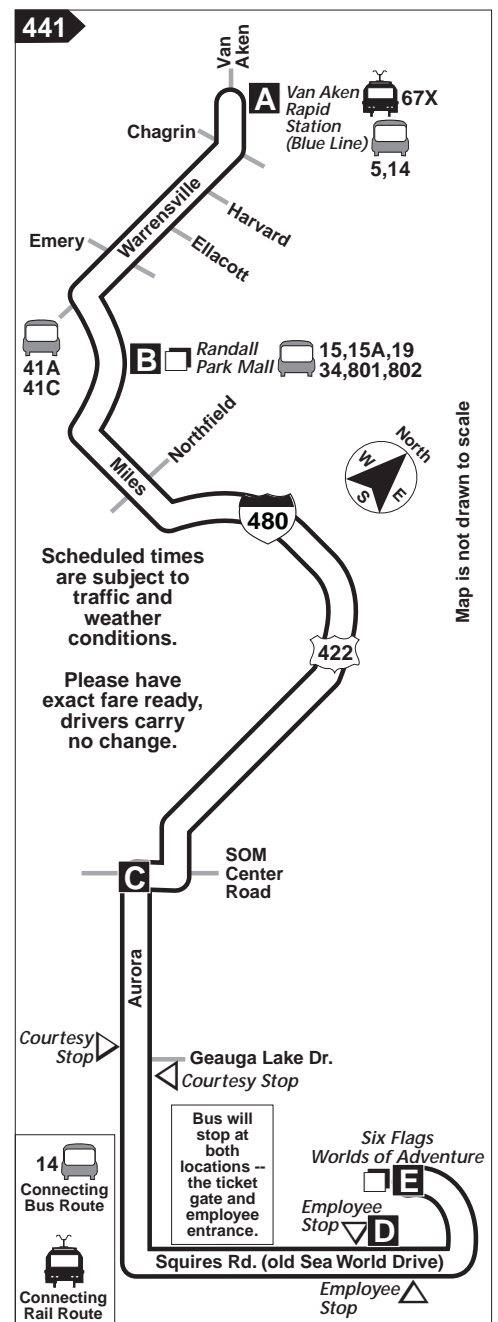 441
Van
Aken
A
Van Aken
Rapid
Station
(Blue Line)
67X
5,14
Chagrin
Warrensville
Harvard
Emery
Ellacott
41A
41C
B
Randall
Park Mall
15,15A,19
34,801,802
Northfield
Miles
North
W
S
E
Map is not drawn to scale
480
Scheduled times
are subject to
traffic and
weather
conditions.
Please have
exact fare ready,
drivers carry
no change.
422
SOM
Center
Road
C
Aurora
Courtesy
Stop
Geauga Lake Dr.
Courtesy Stop
Bus will
stop at
both
locations --
the ticket
gate and
employee
entrance.
Six Flags
Worlds of Adventure
E
Employee
Stop
D
Squires Rd. (old Sea World Drive)
Employee
Stop
14
Connecting
Bus Route
Connecting
Rail Route